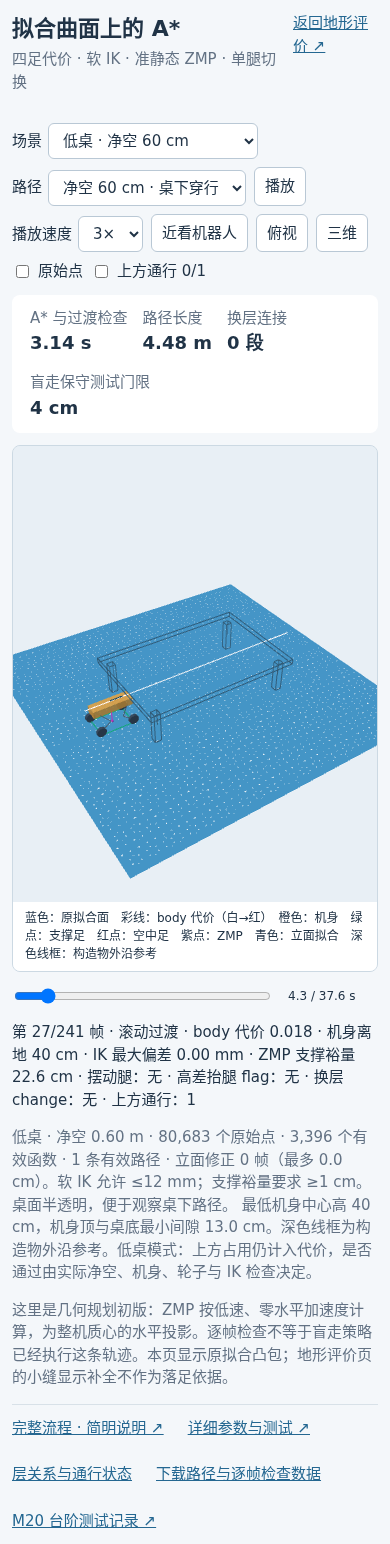 拟合曲面上的 A*
四足代价 · 软 IK · 准静态 ZMP · 单腿切
换
返回地形评
价 ↗
场景 低桌 · 净空 60 cm
路径 净空 60 cm · 桌下穿行 播放
播放速度 3× 近看机器人 俯视 三维
原始点 上方通行 0/1
A* 与过渡检查 路径长度 换层连接
3.14 s 4.48 m 0 段
盲走保守测试门限
4 cm
蓝色：原拟合面 彩线：body 代价（白→红） 橙色：机身 绿
点：支撑足 红点：空中足 紫点：ZMP 青色：立面拟合 深
色线框：构造物外沿参考
4.3 / 37.6 s
第 27/241 帧 · 滚动过渡 · body 代价 0.018 · 机身离
地 40 cm · IK 最大偏差 0.00 mm · ZMP 支撑裕量
22.6 cm · 摆动腿：无 · 高差抬腿 flag：无 · 换层
change：无 · 上方通行：1
低桌 · 净空 0.60 m · 80,683 个原始点 · 3,396 个有
效函数 · 1 条有效路径 · 立面修正 0 帧（最多 0.0
cm）。软 IK 允许 ≤12 mm；支撑裕量要求 ≥1 cm。
桌面半透明，便于观察桌下路径。 最低机身中心高 40
cm，机身顶与桌底最小间隙 13.0 cm。深色线框为构
造物外沿参考。低桌模式：上方占用仍计入代价，是否
通过由实际净空、机身、轮子与 IK 检查决定。
这里是几何规划初版：ZMP 按低速、零水平加速度计
算，为整机质心的水平投影。逐帧检查不等于盲走策略
已经执行这条轨迹。本页显示原拟合凸包；地形评价页
的小缝显示补全不作为落足依据。
完整流程 · 简明说明 ↗ 详细参数与测试 ↗
层关系与通行状态 下载路径与逐帧检查数据
M20 台阶测试记录 ↗